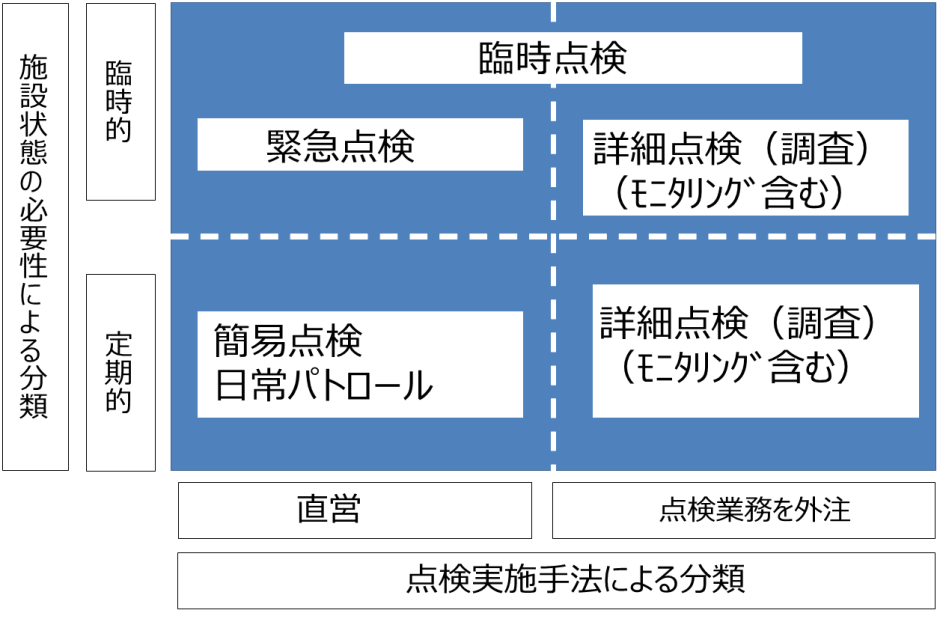 施設状態の必要性による分類
臨時的
定期的
臨時点検
緊急点検
詳細点検（調査）
（ﾓﾆﾀﾘﾝｸﾞ含む）
簡易点検
日常パトロール
詳細点検（調査）
（ﾓﾆﾀﾘﾝｸﾞ含む）
直営
点検業務を外注
点検実施手法による分類